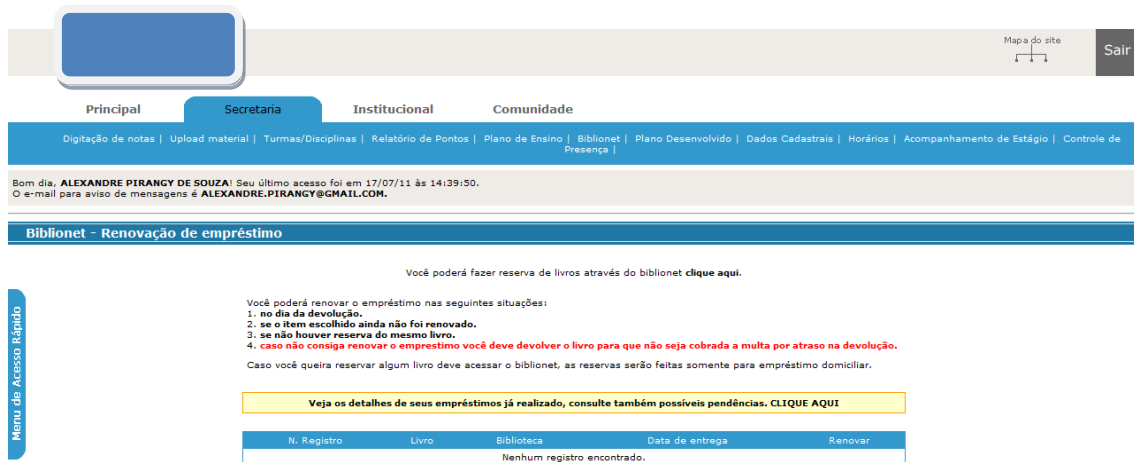 Mapa do site
Sair
Principal Secretaria Institucional Comunidade
Digitação de notas | Upload material | Turmas/Disciplinas | Relatório de Pontos | Plano de Ensino | Biblionet | Plano Desenvolvido | Dados Cadastrais | Horários | Acompanhamento de Estágio | Controle de
Presença |
Bom dia, ALEXANDRE PIRANGY DE SOUZA! Seu último acesso foi em 17/07/11 às 14:39:50.
O e-mail para aviso de mensagens é ALEXANDRE.PIRANGY@GMAIL.COM.
Biblionet - Renovação de empréstimo
Você poderá fazer reserva de livros através do biblionet clique aqui.
Menu de Acesso Rápido
Você poderá renovar o empréstimo nas seguintes situações:
1. no dia da devolução.
2. se o item escolhido ainda não foi renovado.
3. se não houver reserva do mesmo livro.
4. caso não consiga renovar o emprestimo você deve devolver o livro para que não seja cobrada a multa por atraso na devolução.
Caso você queira reservar algum livro deve acessar o biblionet, as reservas serão feitas somente para empréstimo domiciliar.
Veja os detalhes de seus empréstimos já realizado, consulte também possíveis pendências. CLIQUE AQUI
N. Registro Livro Biblioteca Data de entrega Renovar
Nenhum registro encontrado.